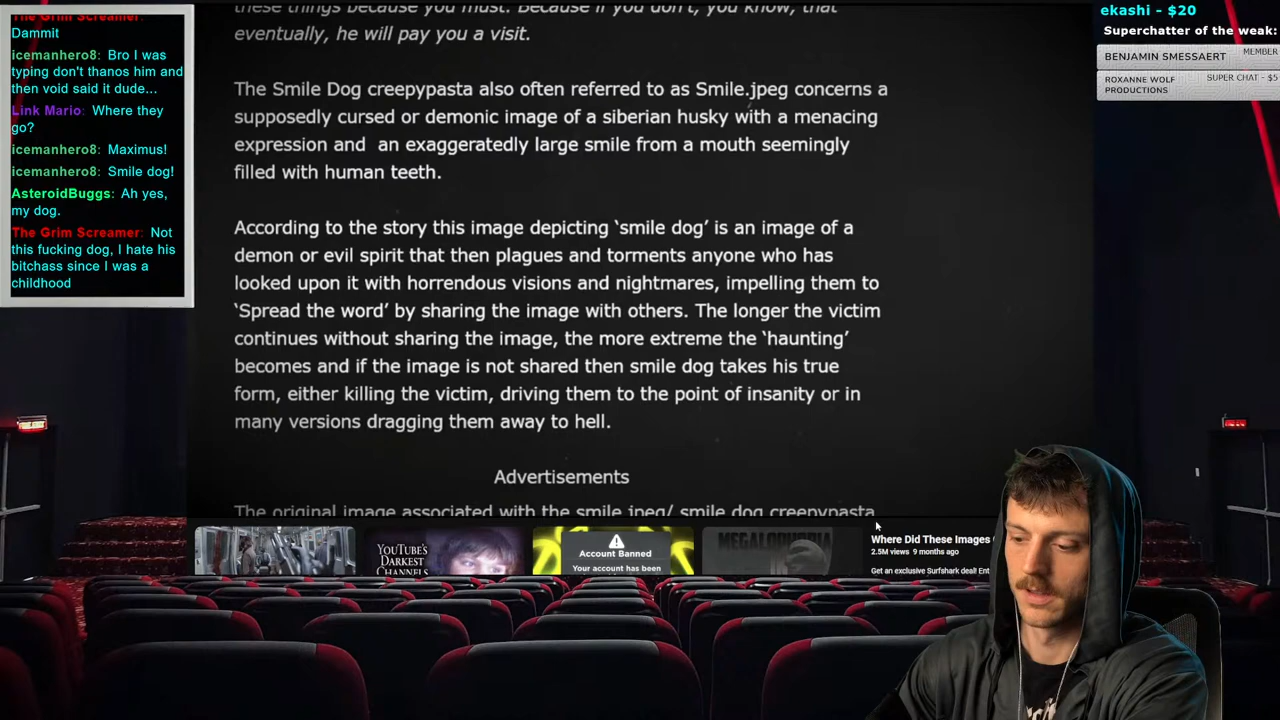 The Grim Screamer:
Dammit
icemanhero8: Bro I was
typing don't thanos him and
then void said it dude...
Link Mario: Where they
go?
icemanhero8: Maximus!
icemanhero8: Smile dog!
AsteroidBuggs: Ah yes,
my dog.
The Grim Screamer: Not
this fucking dog, I hate his
bitchass since I was a
childhood
these things because you must. Because if you don't, you know, that
eventually, he will pay you a visit.
The Smile Dog creepypasta also often referred to as Smile.jpeg concerns a
supposedly cursed or demonic image of a siberian husky with a menacing
expression and an exaggeratedly large smile from a mouth seemingly
filled with human teeth.
According to the story this image depicting ‘smile dog’ is an image of a
demon or evil spirit that then plagues and torments anyone who has
looked upon it with horrendous visions and nightmares, impelling them to
‘Spread the word’ by sharing the image with others. The longer the victim
continues without sharing the image, the more extreme the ‘haunting’
becomes and if the image is not shared then smile dog takes his true
form, either killing the victim, driving them to the point of insanity or in
many versions dragging them away to hell.
Advertisements
The original image associated with the smile jpeg/ smile dog creepypasta
ekashi - $20
Superchatter of the weak:
BENJAMIN SMESSAERT MEMBER
ROXANNE WOLF SUPER CHAT - $5
PRODUCTIONS
YOUTUBE'S
DARKEST
CHANNELS
Account Banned
Your account has been
MEGALOPHOBIA
Where Did These Images
2.5M views 9 months ago
Get an exclusive Surfshark deal! Ent